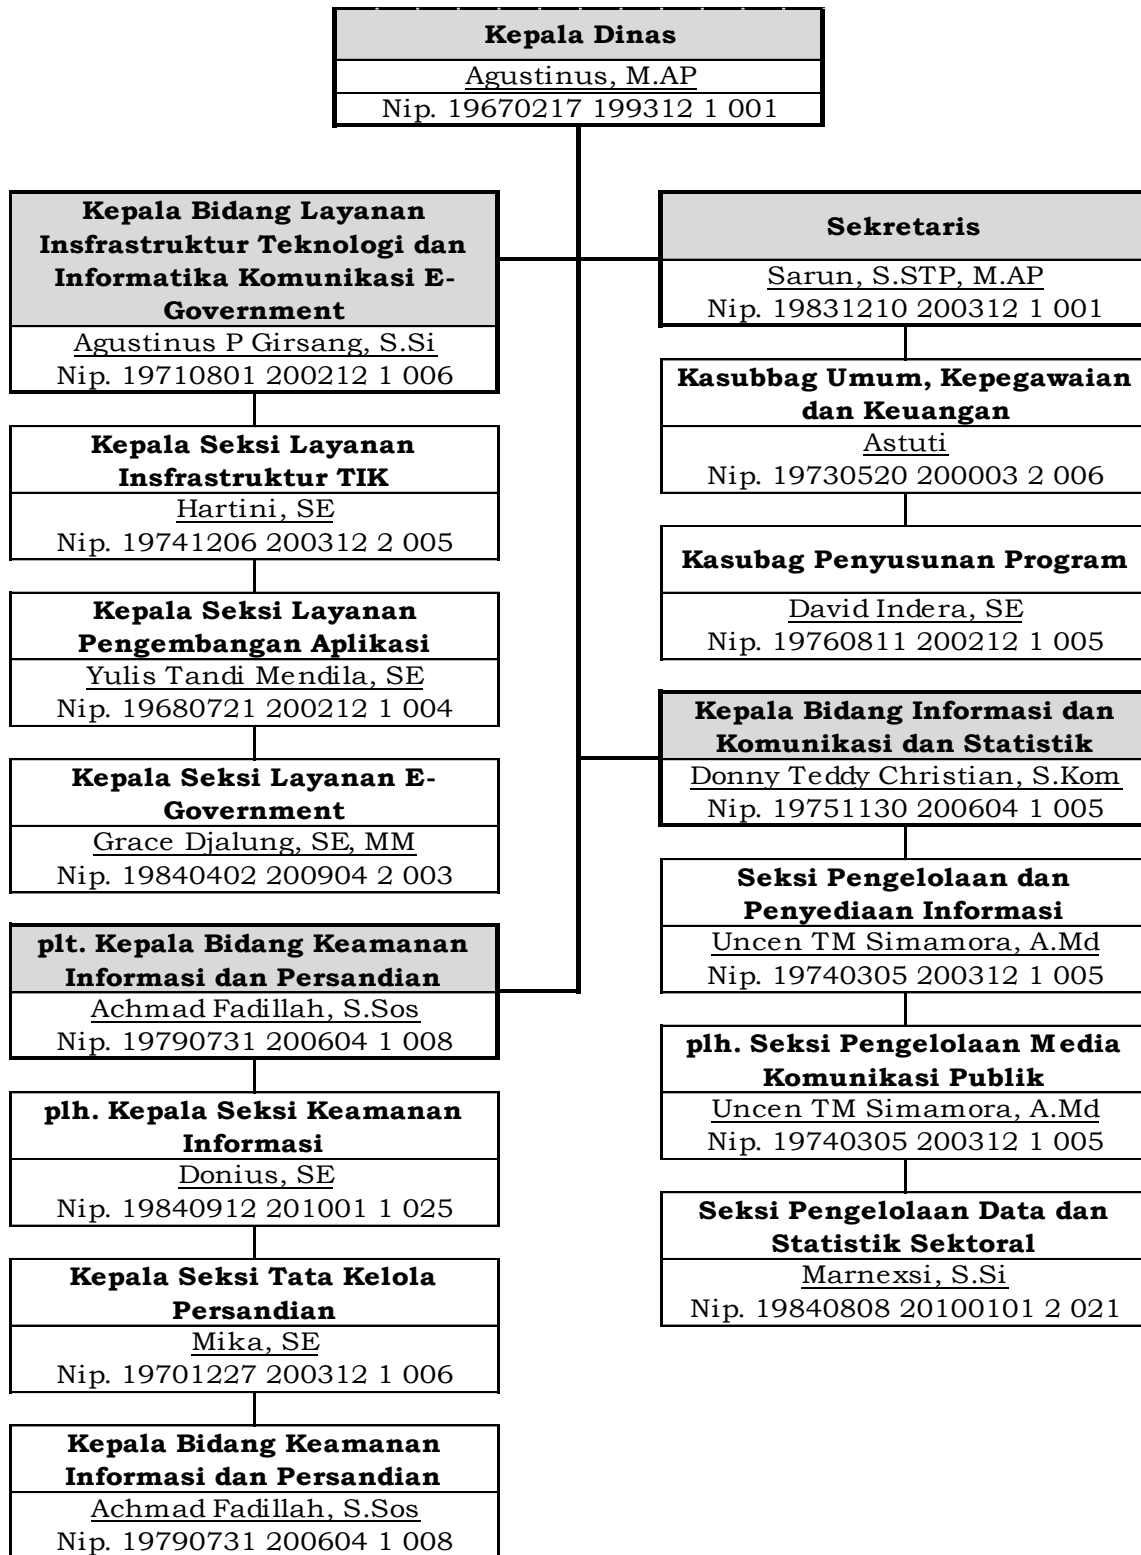 Kepala Dinas
Agustinus, M.AP
Nip. 19670217 199312 1 001
Kepala Bidang Layanan
Insfrastruktur Teknologi dan
Informatika Komunikasi E-
Government
Agustinus P Girsang, S.Si
Nip. 19710801 200212 1 006
Kepala Seksi Layanan
Insfrastruktur TIK
Hartini, SE
Nip. 19741206 200312 2 005
Kepala Seksi Layanan
Pengembangan Aplikasi
Yulis Tandi Mendila, SE
Nip. 19680721 200212 1 004
Kepala Seksi Layanan E-
Government
Grace Djalung, SE, MM
Nip. 19840402 200904 2 003
plt. Kepala Bidang Keamanan
Informasi dan Persandian
Achmad Fadillah, S.Sos
Nip. 19790731 200604 1 008
plh. Kepala Seksi Keamanan
Informasi
Donius, SE
Nip. 19840912 201001 1 025
Kepala Seksi Tata Kelola
Persandian
Mika, SE
Nip. 19701227 200312 1 006
Kepala Bidang Keamanan
Informasi dan Persandian
Achmad Fadillah, S.Sos
Nip. 19790731 200604 1 008
Sekretaris
Sarun, S.STP, M.AP
Nip. 19831210 200312 1 001
Kasubbag Umum, Kepegawaian
dan Keuangan
Astuti
Nip. 19730520 200003 2 006
Kasubag Penyusunan Program
David Indera, SE
Nip. 19760811 200212 1 005
Kepala Bidang Informasi dan
Komunikasi dan Statistik
Donny Teddy Christian, S.Kom
Nip. 19751130 200604 1 005
Seksi Pengelolaan dan
Penyediaan Informasi
Uncen TM Simamora, A.Md
Nip. 19740305 200312 1 005
plh. Seksi Pengelolaan Media
Komunikasi Publik
Uncen TM Simamora, A.Md
Nip. 19740305 200312 1 005
Seksi Pengelolaan Data dan
Statistik Sektoral
Marnexsi, S.Si
Nip. 19840808 20100101 2 021